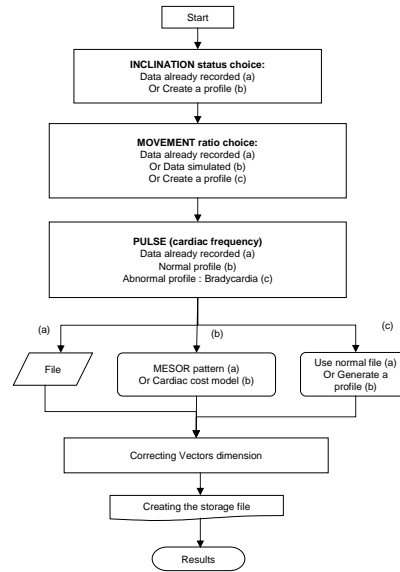 Start
INCLINATION status choice:
Data already recorded (a)
Or Create a profile (b)
MOVEMENT ratio choice:
Data already recorded (a)
Or Data simulated (b)
Or Create a profile (c)
PULSE (cardiac frequency)
Data already recorded (a)
Normal profile (b)
Abnormal profile : Bradycardia (c)
(a)
(b)
(c)
File
MESOR pattern (a)
Or Cardiac cost model (b)
Use normal file (a)
Or Generate a
profile (b)
Correcting Vectors dimension
Creating the storage file
Results